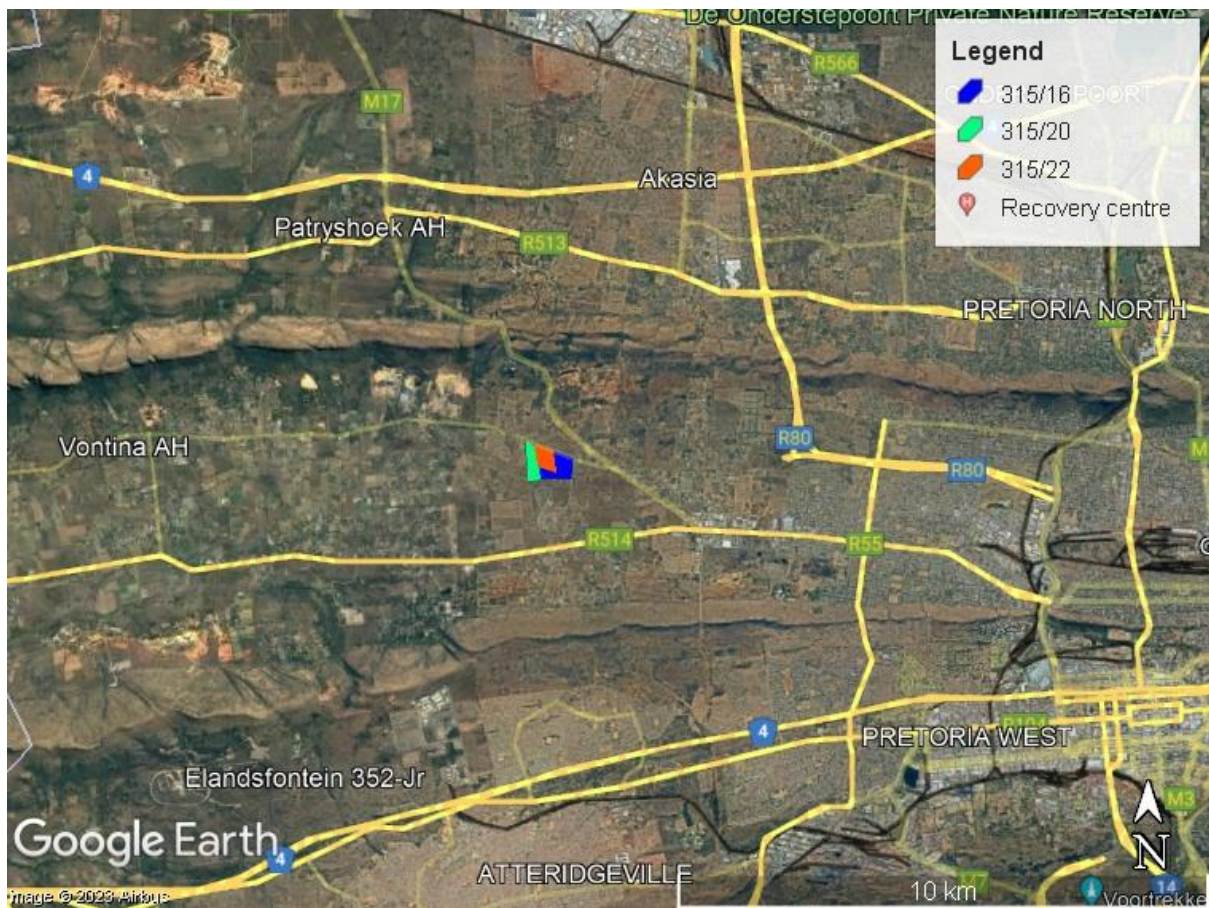 De Onderstepoort Private Nature Reserve
Legend
315/16
315/20
315/22
Recovery centre
R566
M17
4
Akasia
Patryshoek AH
R513
PRETORIA NORTH
Vontina AH
R80
R80
R514
R55
4
R104
PRETORIA WEST
Elandsfontein 352-Jr
M3
N
Google Earth
4
ATTERIDGEVILLE
10 km
14
Image © 2023 Airbus
Voortrekke